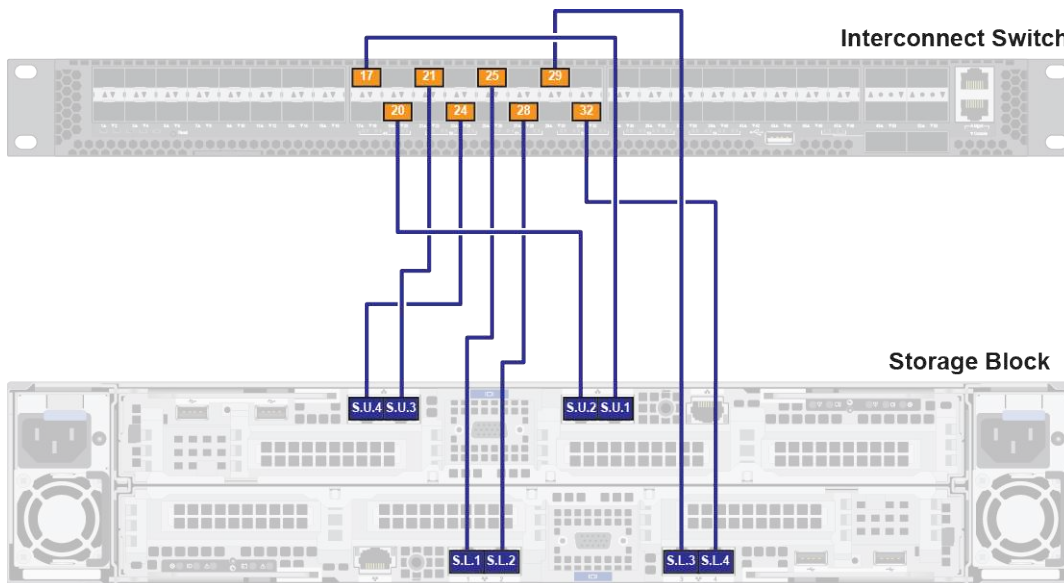 Interconnect Switch
17 21 25 29
20 24 28 32
Storage Block
S.U.4 S.U.3 S.U.2 S.U.1
S.L.1 S.L.2 S.L.3 S.L.4